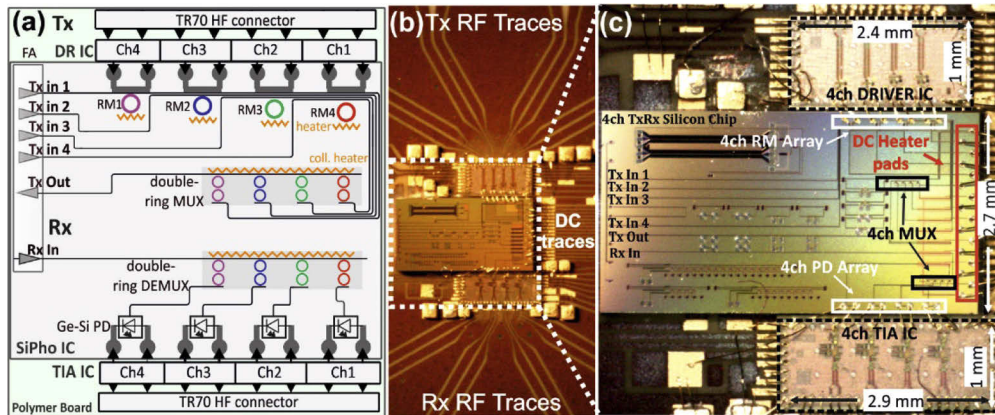 (a)
Tx
TR70 HF connector
FA
DR IC
Ch4
Ch3
Ch2
Ch1
Tx in 1
Tx in 2
Tx in 3
Tx in 4
RM1
RM2
RM3
RM4
heater
coll. heater
Tx Out
double-
ring MUX
Rx
Rx In
double-
ring DEMUX
Ge-Si PD
SiPho IC
TIA IC
Ch4
Ch3
Ch2
Ch1
TR70 HF connector
Polymer Board
(b)
Tx RF Traces
DC
traces
Rx RF Traces
(c)
2.4 mm
1 mm
4ch DRIVER IC
4ch TxRx Silicon Chip
4ch RM Array
DC Heater
pads
Tx In 1
Tx In 2
Tx In 3
Tx In 4
Tx Out
Rx In
4ch MUX
2.7 mm
4ch PD Array
4ch TIA IC
1 mm
2.9 mm